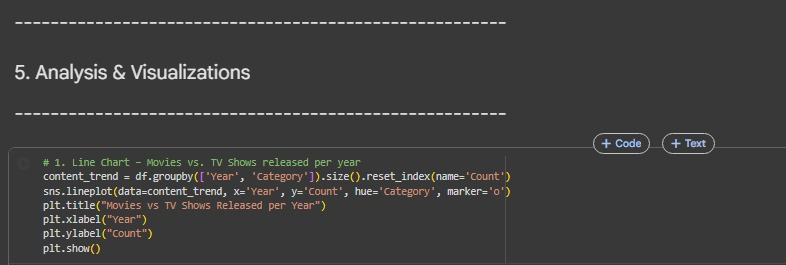 -------------------------------------------------------
5. Analysis & Visualizations
-------------------------------------------------------
+ Code
+ Text
# 1. Line Chart – Movies vs. TV Shows released per year
content_trend = df.groupby(['Year', 'Category']).size().reset_index(name='Count')
sns.lineplot(data=content_trend, x='Year', y='Count', hue='Category', marker='o')
plt.title("Movies vs TV Shows Released per Year")
plt.xlabel("Year")
plt.ylabel("Count")
plt.show()